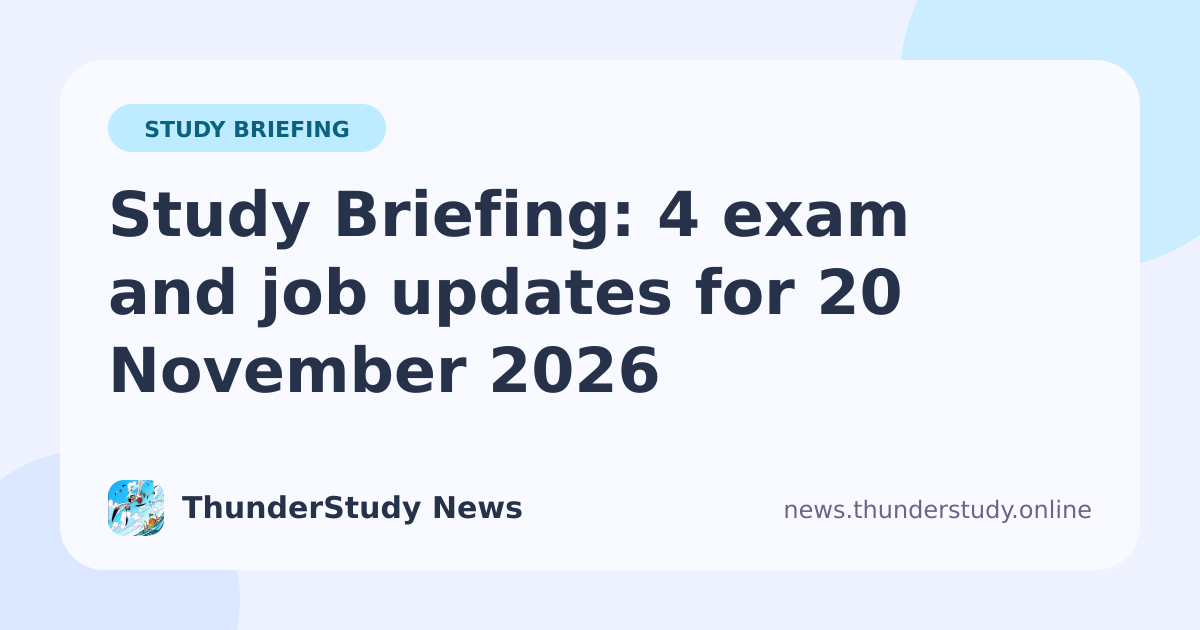 STUDY BRIEFING
Study Briefing: 4 exam
and job updates for 20
November 2026
ThunderStudy News
news.thunderstudy.online